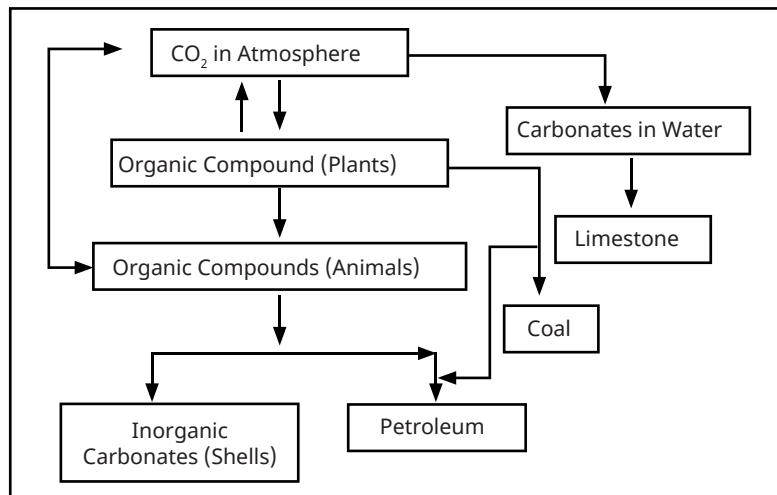 CO₂ in Atmosphere
Carbonates in Water
Organic Compound (Plants)
Limestone
Organic Compounds (Animals)
Coal
Inorganic
Carbonates (Shells)
Petroleum